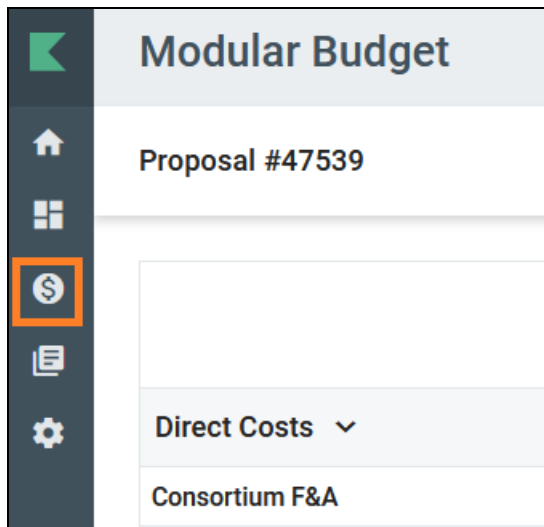 Modular Budget
Proposal #47539
Direct Costs
Consortium F&A